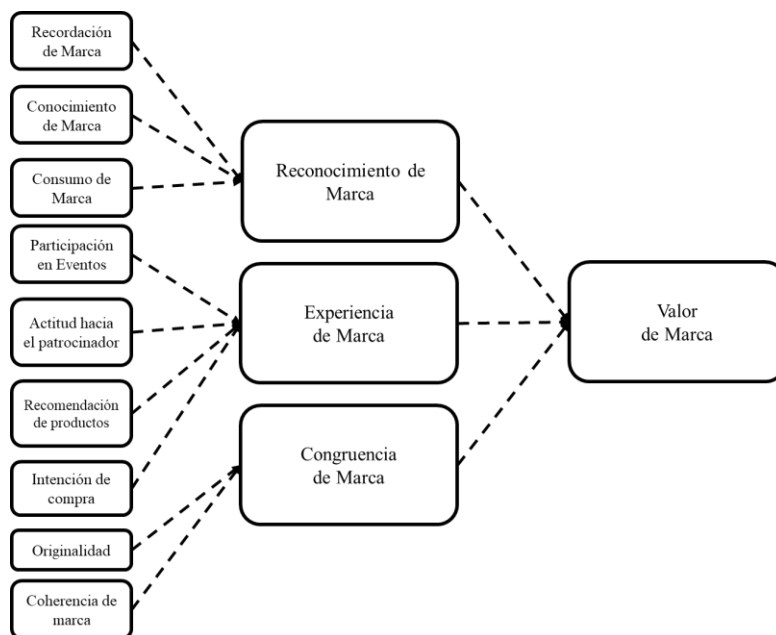 Recordación
de Marca
Conocimiento
de Marca
Consumo de
Marca
Participación
en Eventos
Actitud hacia
el patrocinador
Recomendación
de productos
Intención de
compra
Originalidad
Coherencia de
marca
Reconocimiento de
Marca
Experiencia
de Marca
Congruencia
de Marca
Valor
de Marca